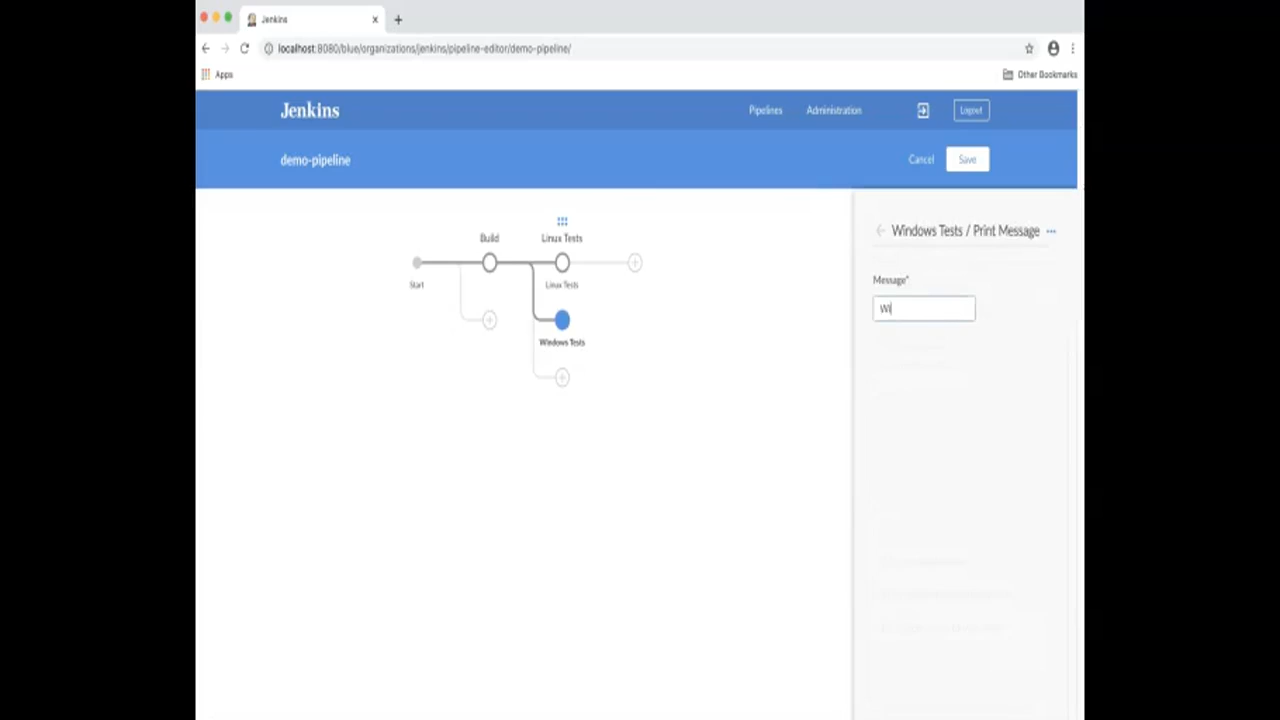 Jenkins
localhost:8080/blue/organizations/jenkins/pipeline-editor/demo-pipeline/
Apps
Other Bookmarks
Jenkins
Pipelines
Administration
Logout
demo-pipeline
Cancel
Save
Windows Tests / Print Message
Build
Linux Tests
Start
Linux Tests
Message*
Wi
Windows Tests